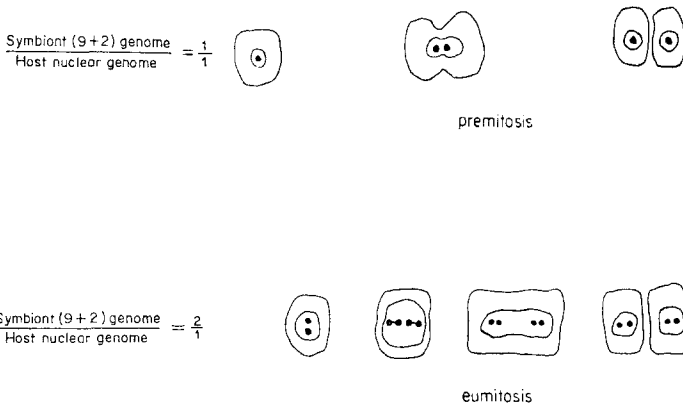 Symbiont (9+2) genome
Host nuclear genome
= 1/1
premitosis
Symbiont (9+2) genome
Host nuclear genome
= 2/1
eumitosis